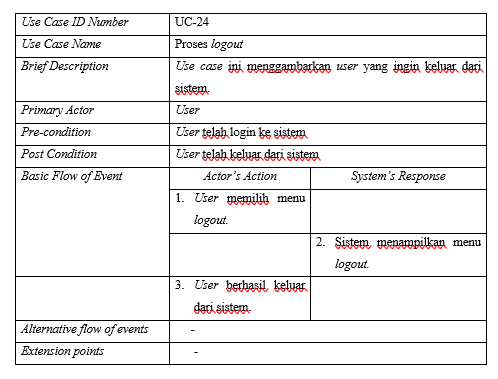 Use Case ID Number UC-24
Use Case Name Proses logout
Brief Description Use case ini menggambarkan user yang ingin keluar dari
sistem.
Primary Actor User
Pre-condition User telah login ke sistem
Post Condition User telah keluar dari sistem
Basic Flow of Event Actor's Action System's Response
1. User memilih menu
logout.
2. Sistem menampilkan menu
logout.
3. User berhasil keluar
dari sistem.
Alternative flow of events -
Extension points -